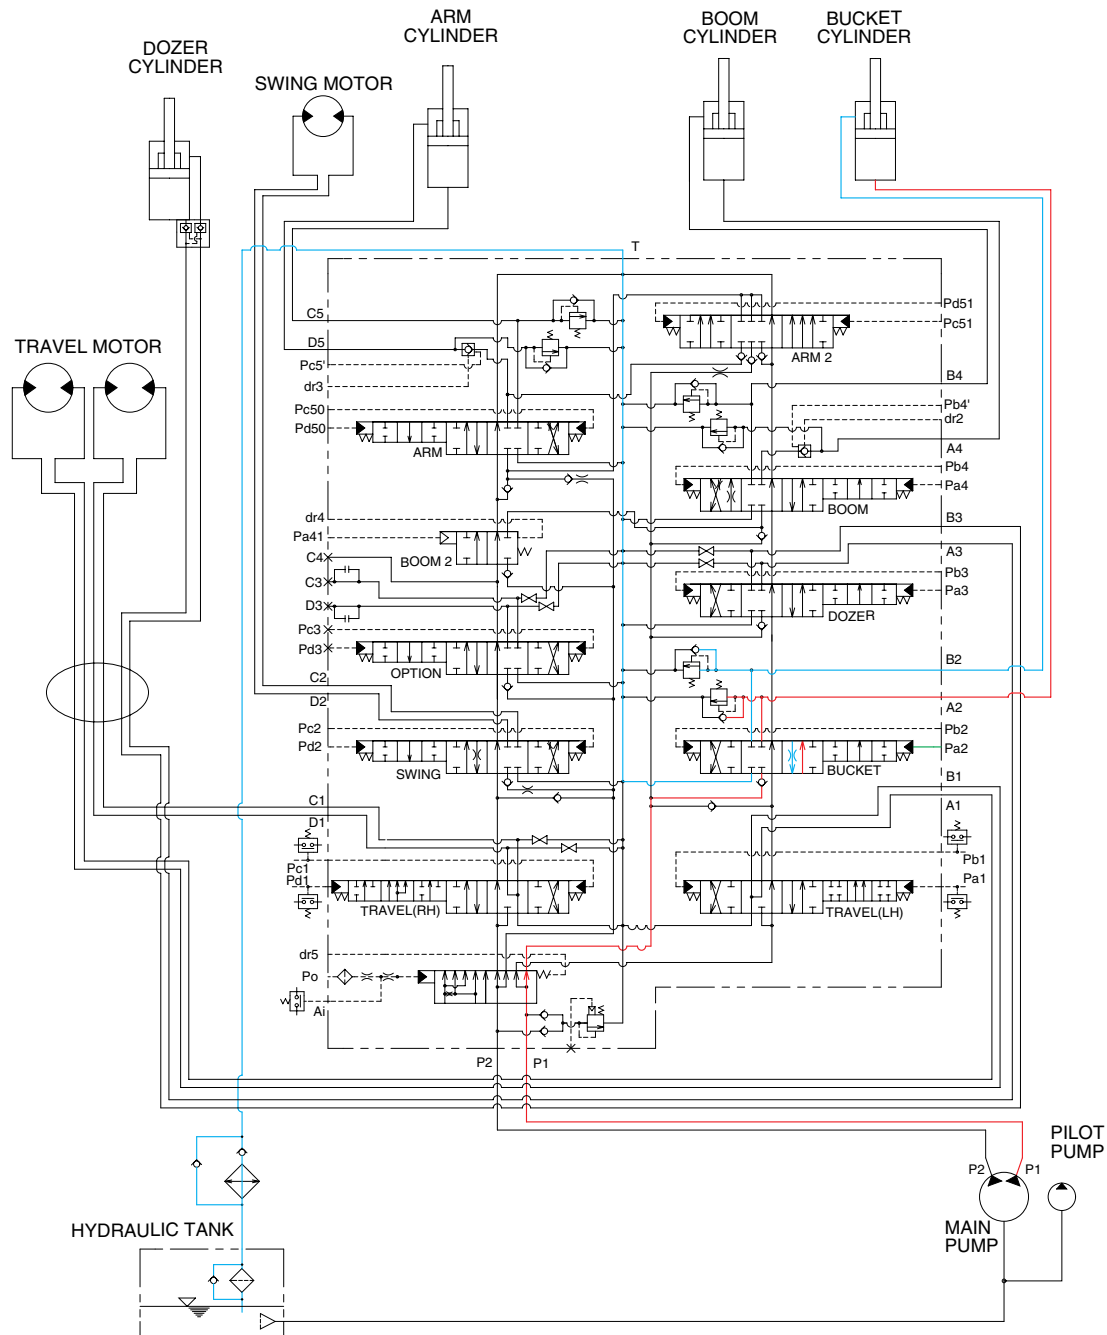 ARM
CYLINDER
BOOM
CYLINDER
BUCKET
CYLINDER
DOZER
CYLINDER
SWING MOTOR
TRAVEL MOTOR
T
C5
D5
Pc5'
dr3
Pc50
Pd50
ARM
dr4
Pa41
C4
BOOM 2
C3
D3
Pc3
Pd3
OPTION
C2
D2
Pc2
Pd2
SWING
C1
D1
Pc1
Pd1
TRAVEL(RH)
dr5
Po
Ai
Pd51
Pc51
ARM 2
B4
Pb4'
dr2
A4
Pb4
Pa4
BOOM
B3
A3
Pb3
Pa3
DOZER
B2
A2
Pb2
Pa2
BUCKET
B1
A1
Pb1
Pa1
TRAVEL(LH)
P2
P1
P2
P1
PILOT
PUMP
MAIN
PUMP
HYDRAULIC TANK